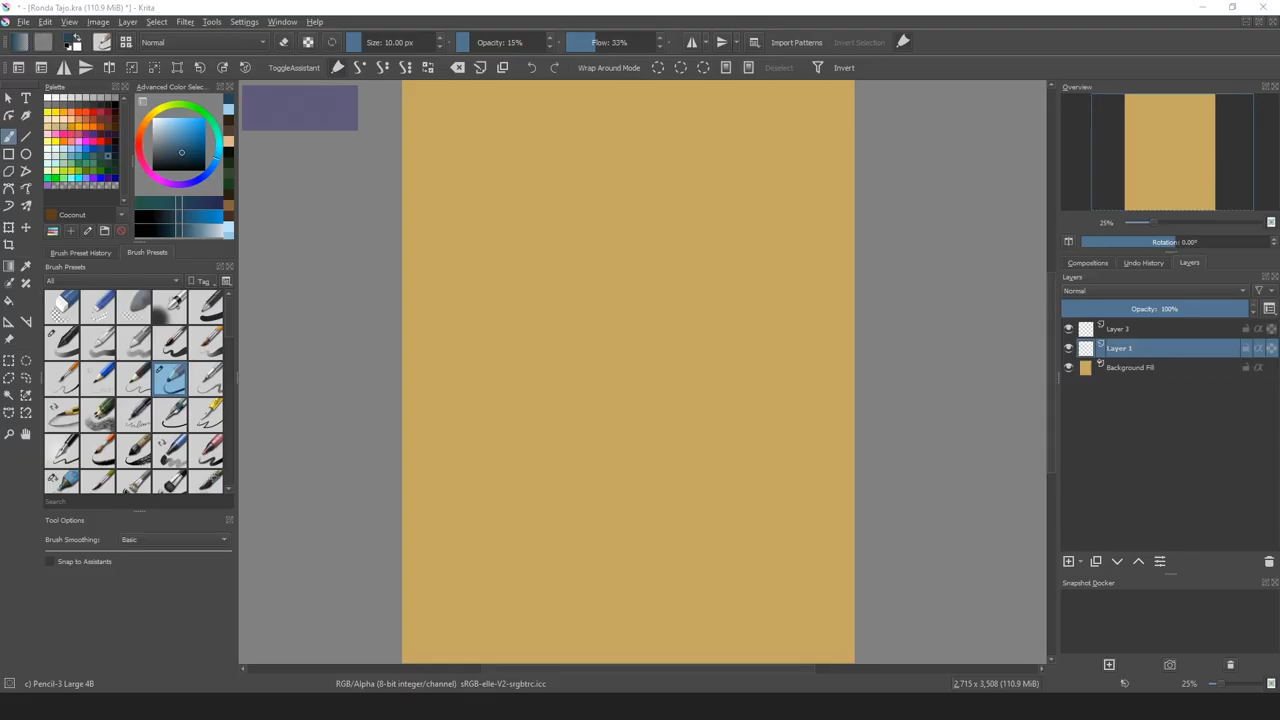 * - [Ronda Tajo.kra (110.9 MiB) *] - Krita
File Edit View Image Layer Select Filter Tools Settings Window Help
Normal Size: 10.00 px Opacity: 15% Flow: 33% Import Patterns Invert Selection
ToggleAssistant Wrap Around Mode Deselect Invert
Palette Advanced Color Selec... Overview
Coconut
25%
Rotation: 0.00°
Brush Preset History Brush Presets Compositions Undo History Layers
Brush Presets Layers
All Tag Normal
Opacity: 100%
Layer 3
Layer 1
Background Fill
Search
Tool Options
Brush Smoothing: Basic
Snap to Assistants
Snapshot Docker
c) Pencil-3 Large 4B RGB/Alpha (8-bit integer/channel) sRGB-elle-V2-srgbtrc.icc 2,715 x 3,508 (110.9 MiB) 25%